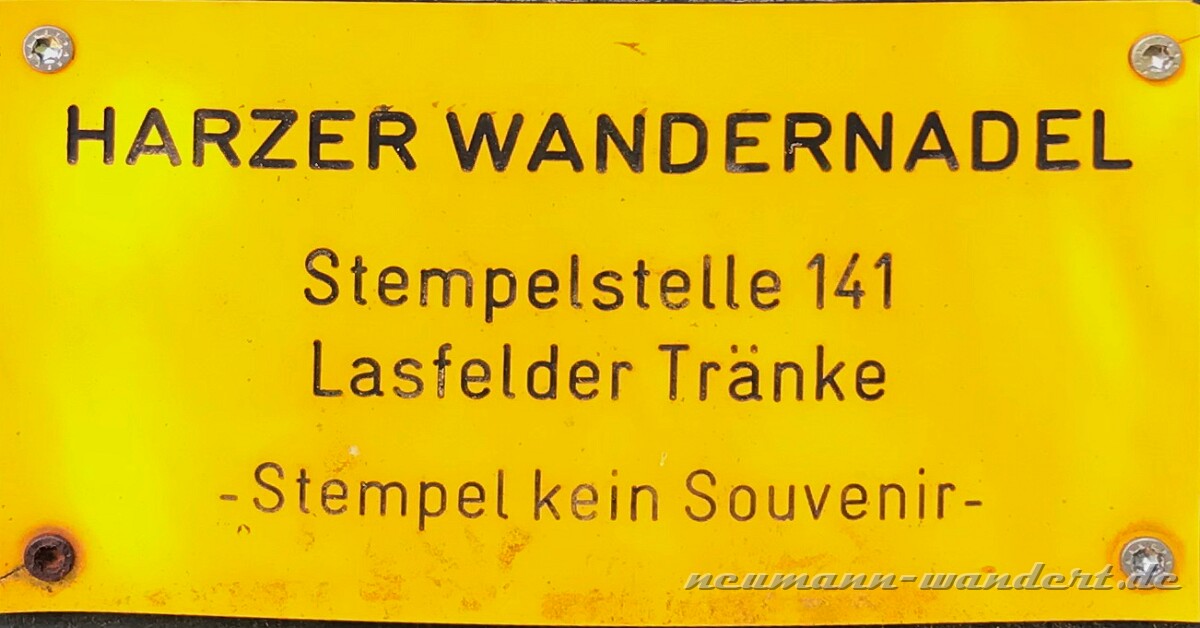 HARZER WANDERNADEL
Stempelstelle 141
Lasfelder Tränke
-Stempel kein Souvenir-
neumann-wandert.de